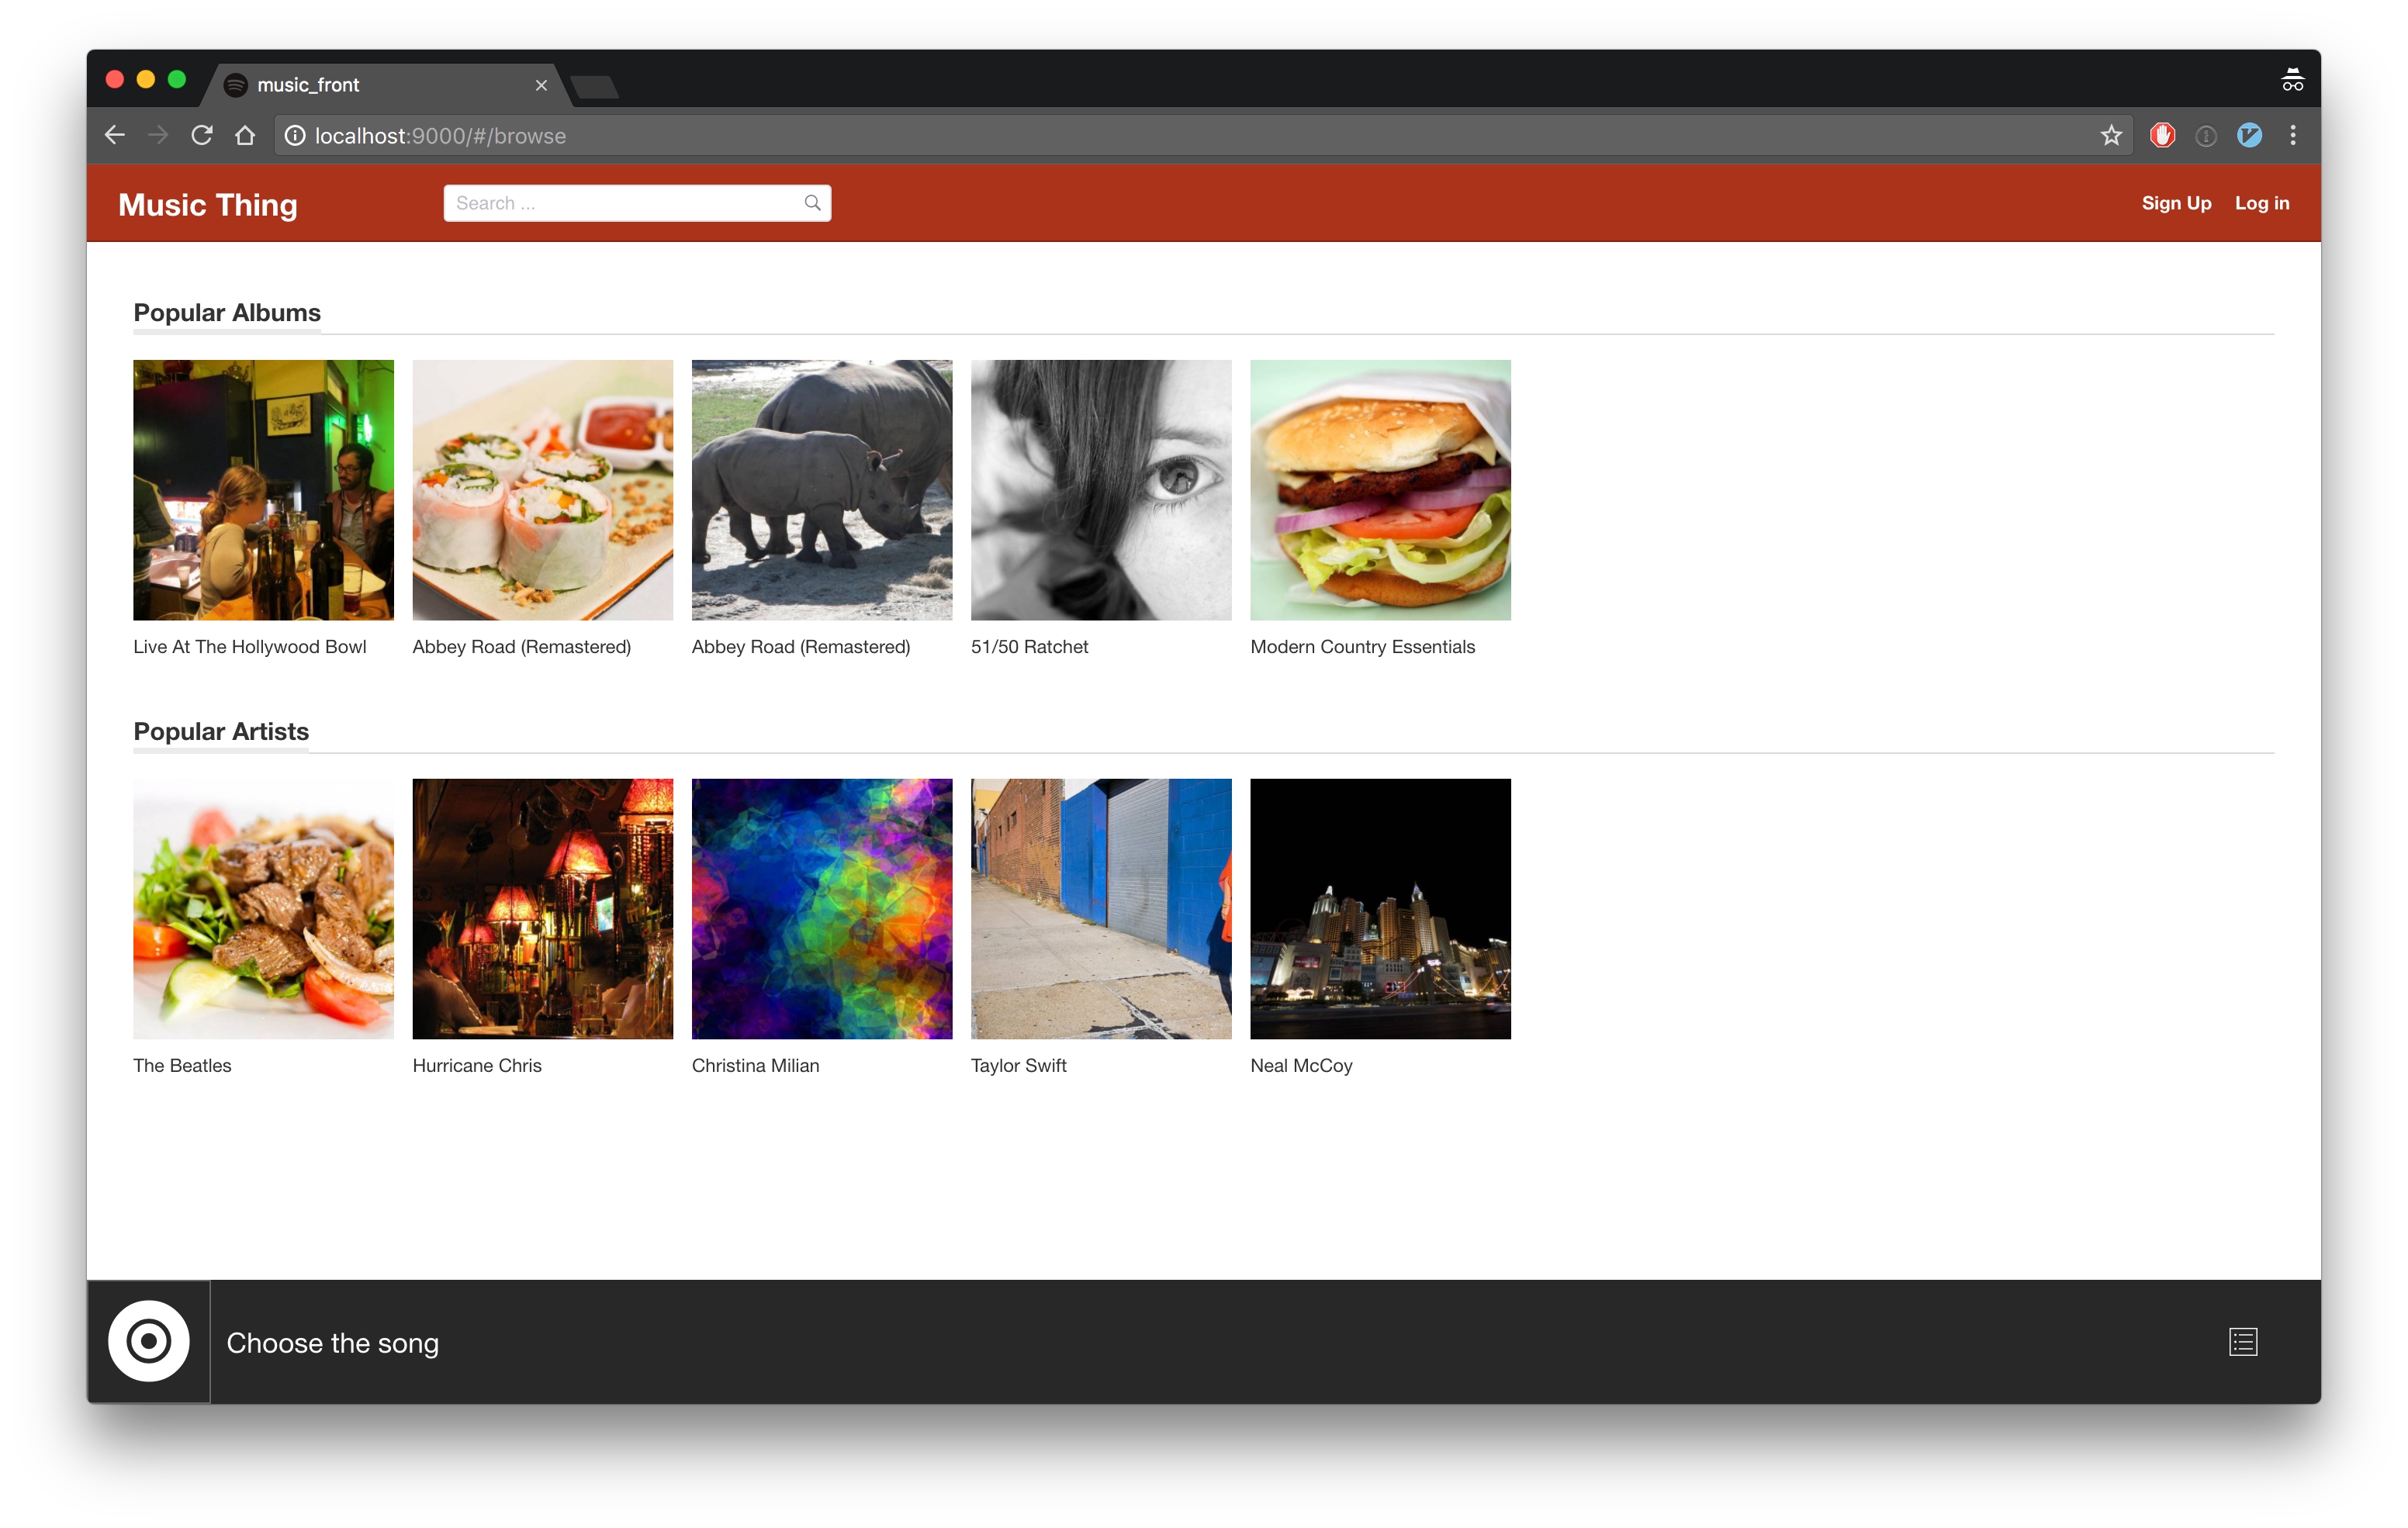 music_front
localhost:9000/#/browse
Music Thing
Search ...
Sign Up
Log in
Popular Albums
Live At The Hollywood Bowl
Abbey Road (Remastered)
Abbey Road (Remastered)
51/50 Ratchet
Modern Country Essentials
Popular Artists
The Beatles
Hurricane Chris
Christina Milian
Taylor Swift
Neal McCoy
Choose the song